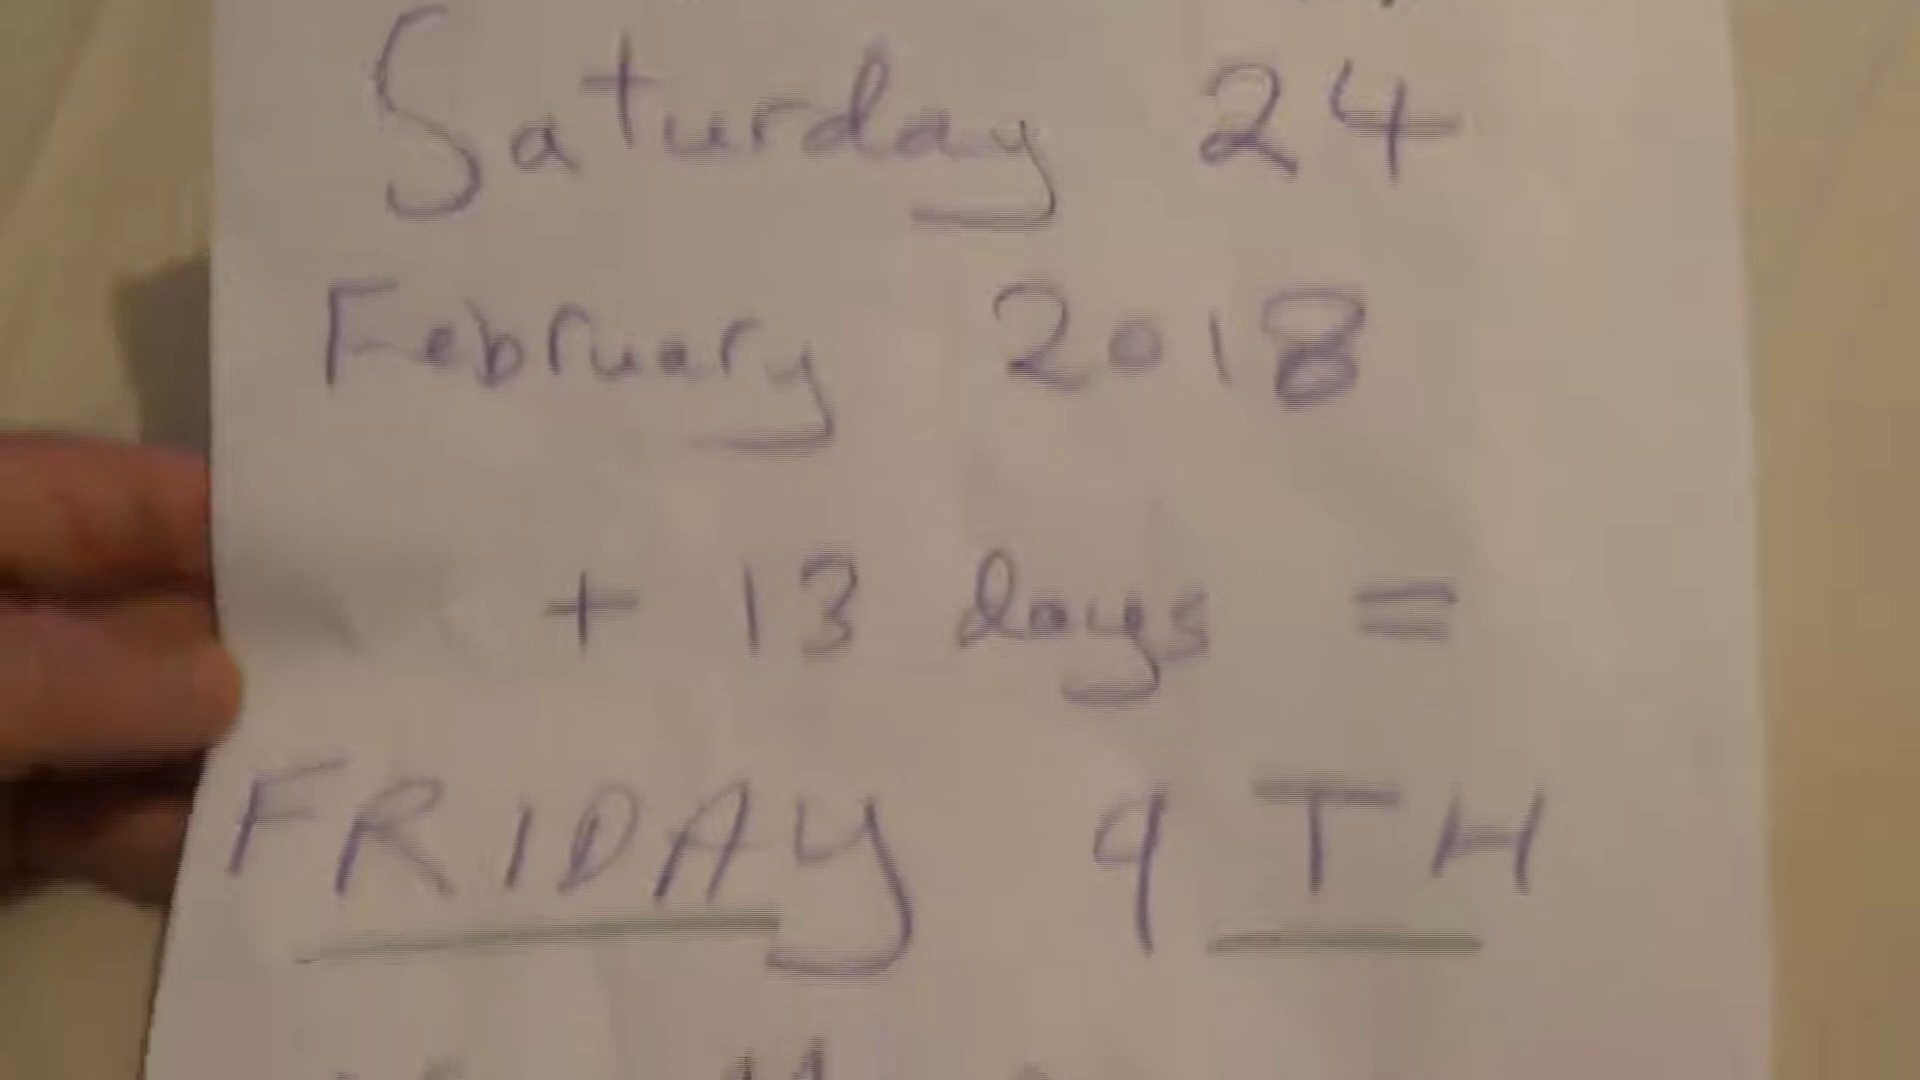 Saturday 24
February 2018
+ 13 days =
FRIDAY 9TH